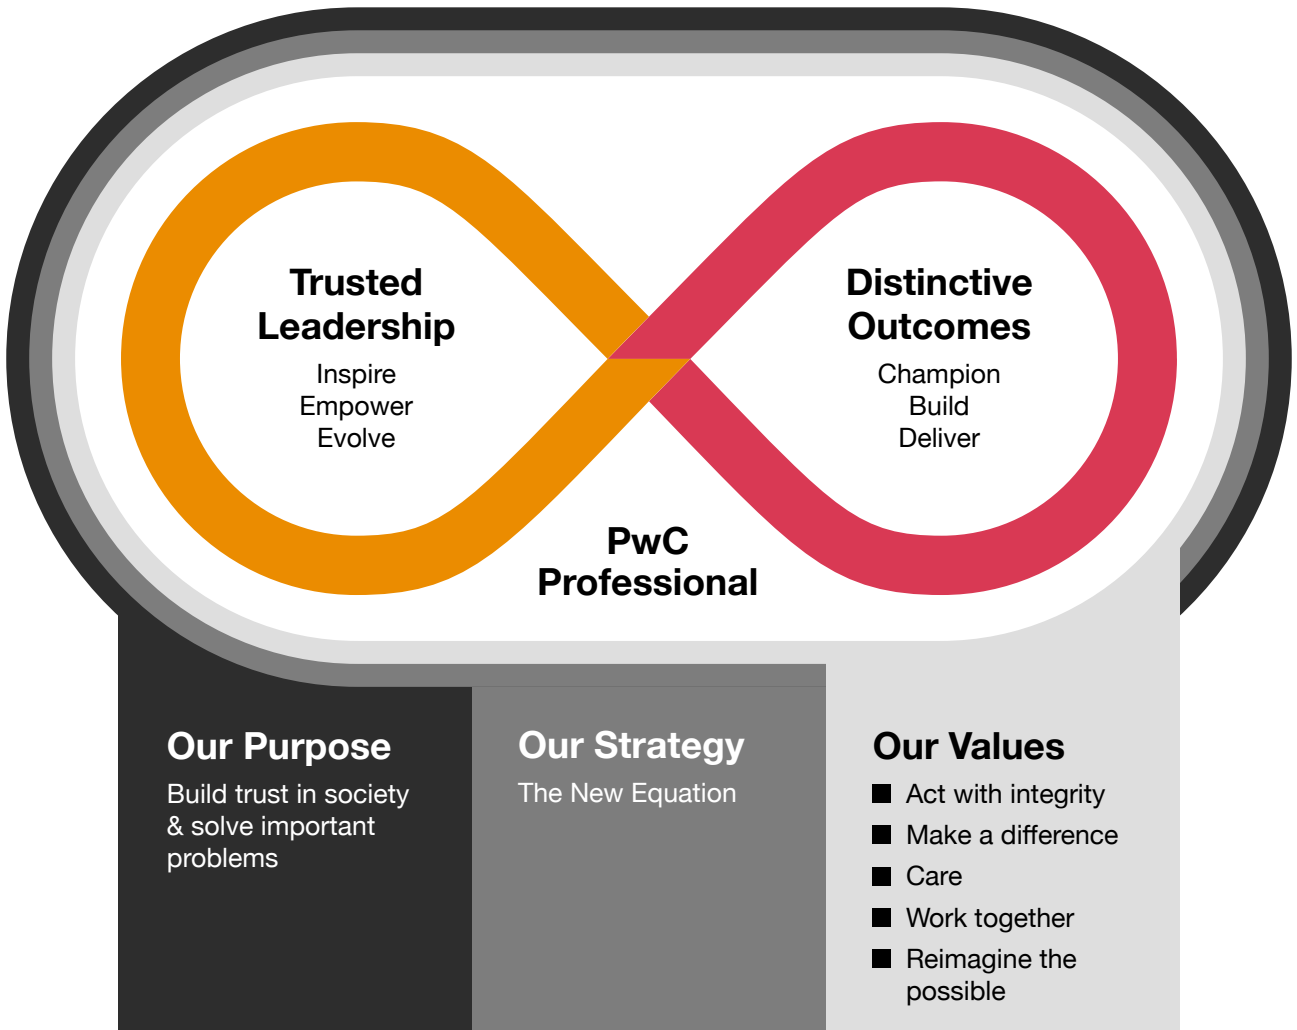 Trusted
Leadership
Inspire
Empower
Evolve
Distinctive
Outcomes
Champion
Build
Deliver
PwC
Professional
Our Purpose
Build trust in society
& solve important
problems
Our Strategy
The New Equation
Our Values
Act with integrity
Make a difference
Care
Work together
Reimagine the
possible